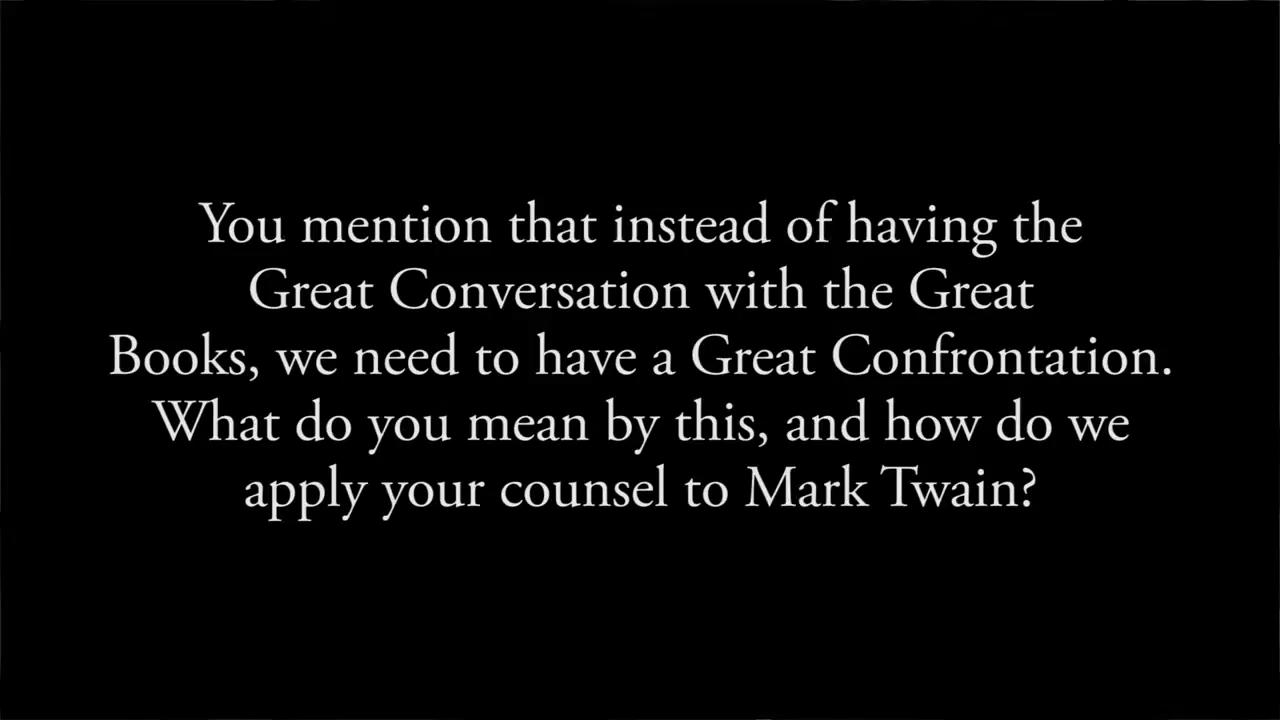 You mention that instead of having the
Great Conversation with the Great
Books, we need to have a Great Confrontation.
What do you mean by this, and how do we
apply your counsel to Mark Twain?